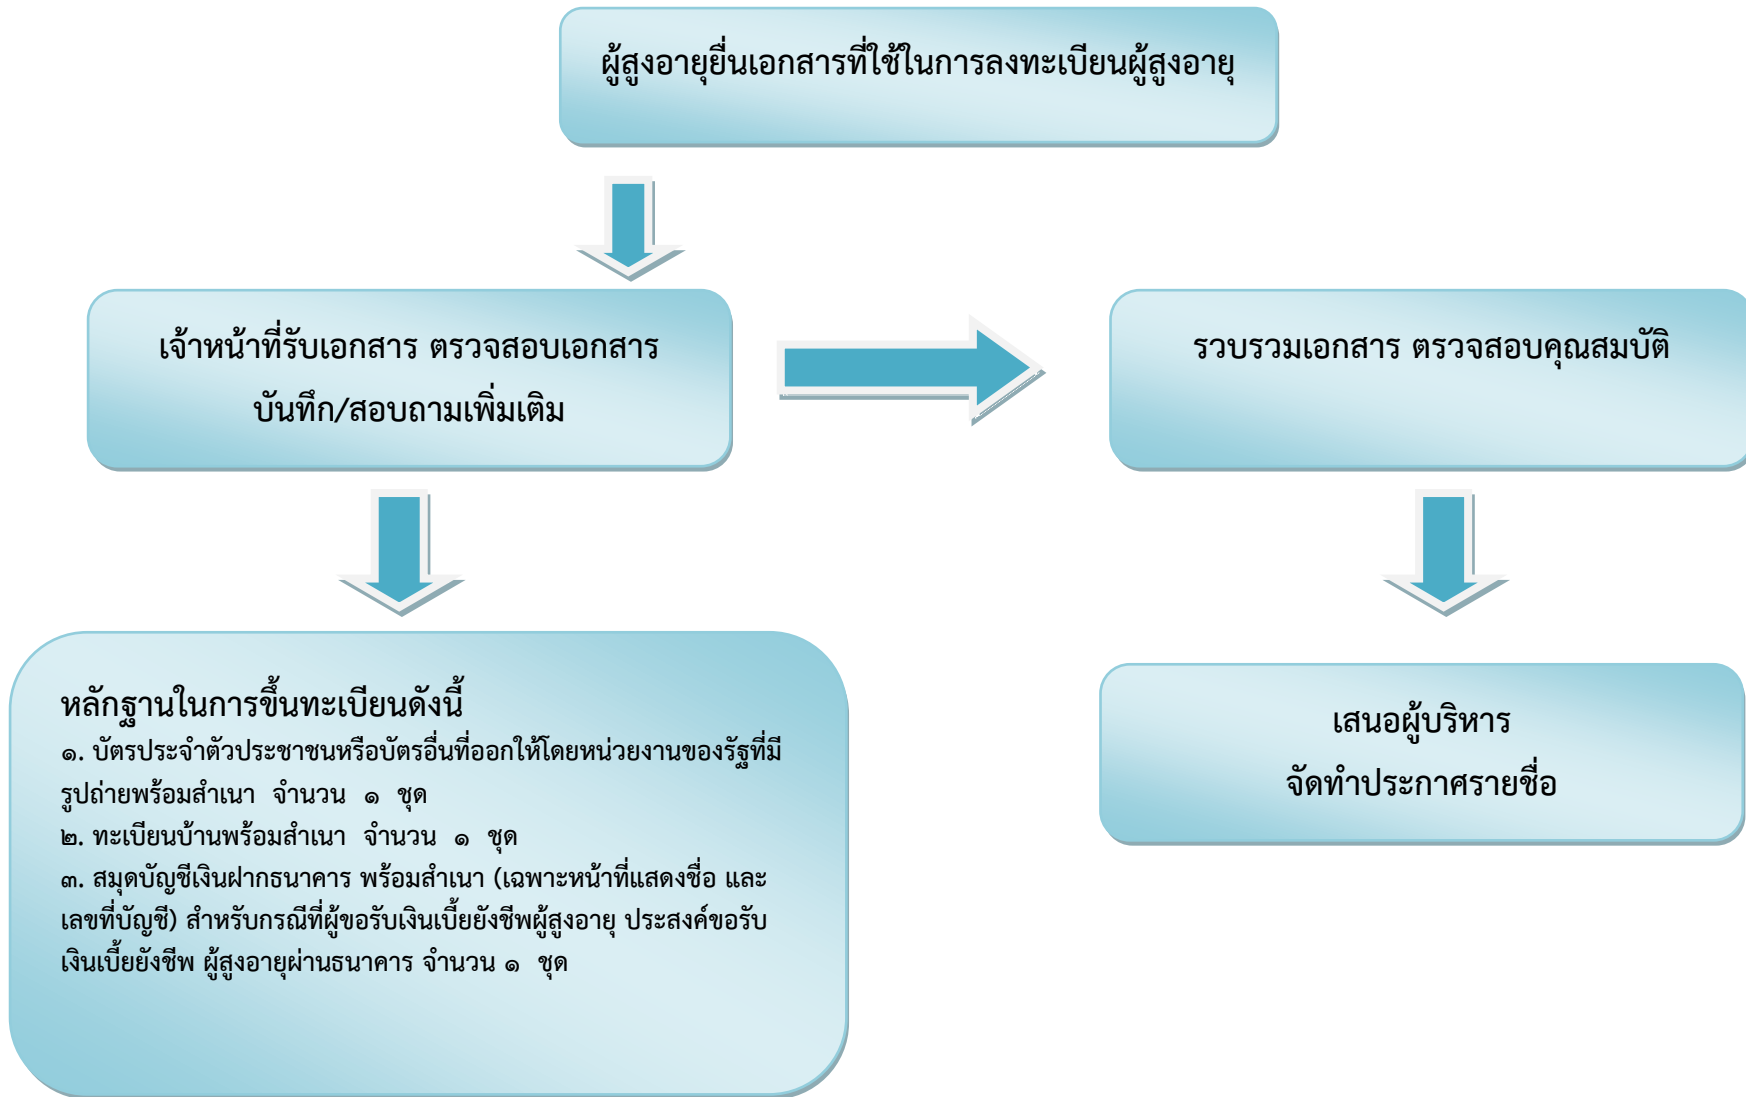 ผู้สูงอายุยื่นเอกสารที่ใช้ในการลงทะเบียนผู้สูงอายุ
เจ้าหน้าที่รับเอกสาร ตรวจสอบเอกสาร
บันทึก/สอบถามเพิ่มเติม
รวบรวมเอกสาร ตรวจสอบคุณสมบัติ
หลักฐานในการขึ้นทะเบียนดังนี้
๑. บัตรประจำตัวประชาชนหรือบัตรอื่นที่ออกให้โดยหน่วยงานของรัฐที่มี
รูปถ่ายพร้อมสำเนา จำนวน ๑ ชุด
๒. ทะเบียนบ้านพร้อมสำเนา จำนวน ๑ ชุด
๓. สมุดบัญชีเงินฝากธนาคาร พร้อมสำเนา (เฉพาะหน้าที่แสดงชื่อ และ
เลขที่บัญชี) สำหรับกรณีที่ผู้ขอรับเงินเบี้ยยังชีพผู้สูงอายุ ประสงค์ขอรับ
เงินเบี้ยยังชีพ ผู้สูงอายุผ่านธนาคาร จำนวน ๑ ชุด
เสนอผู้บริหาร
จัดทำประกาศรายชื่อ